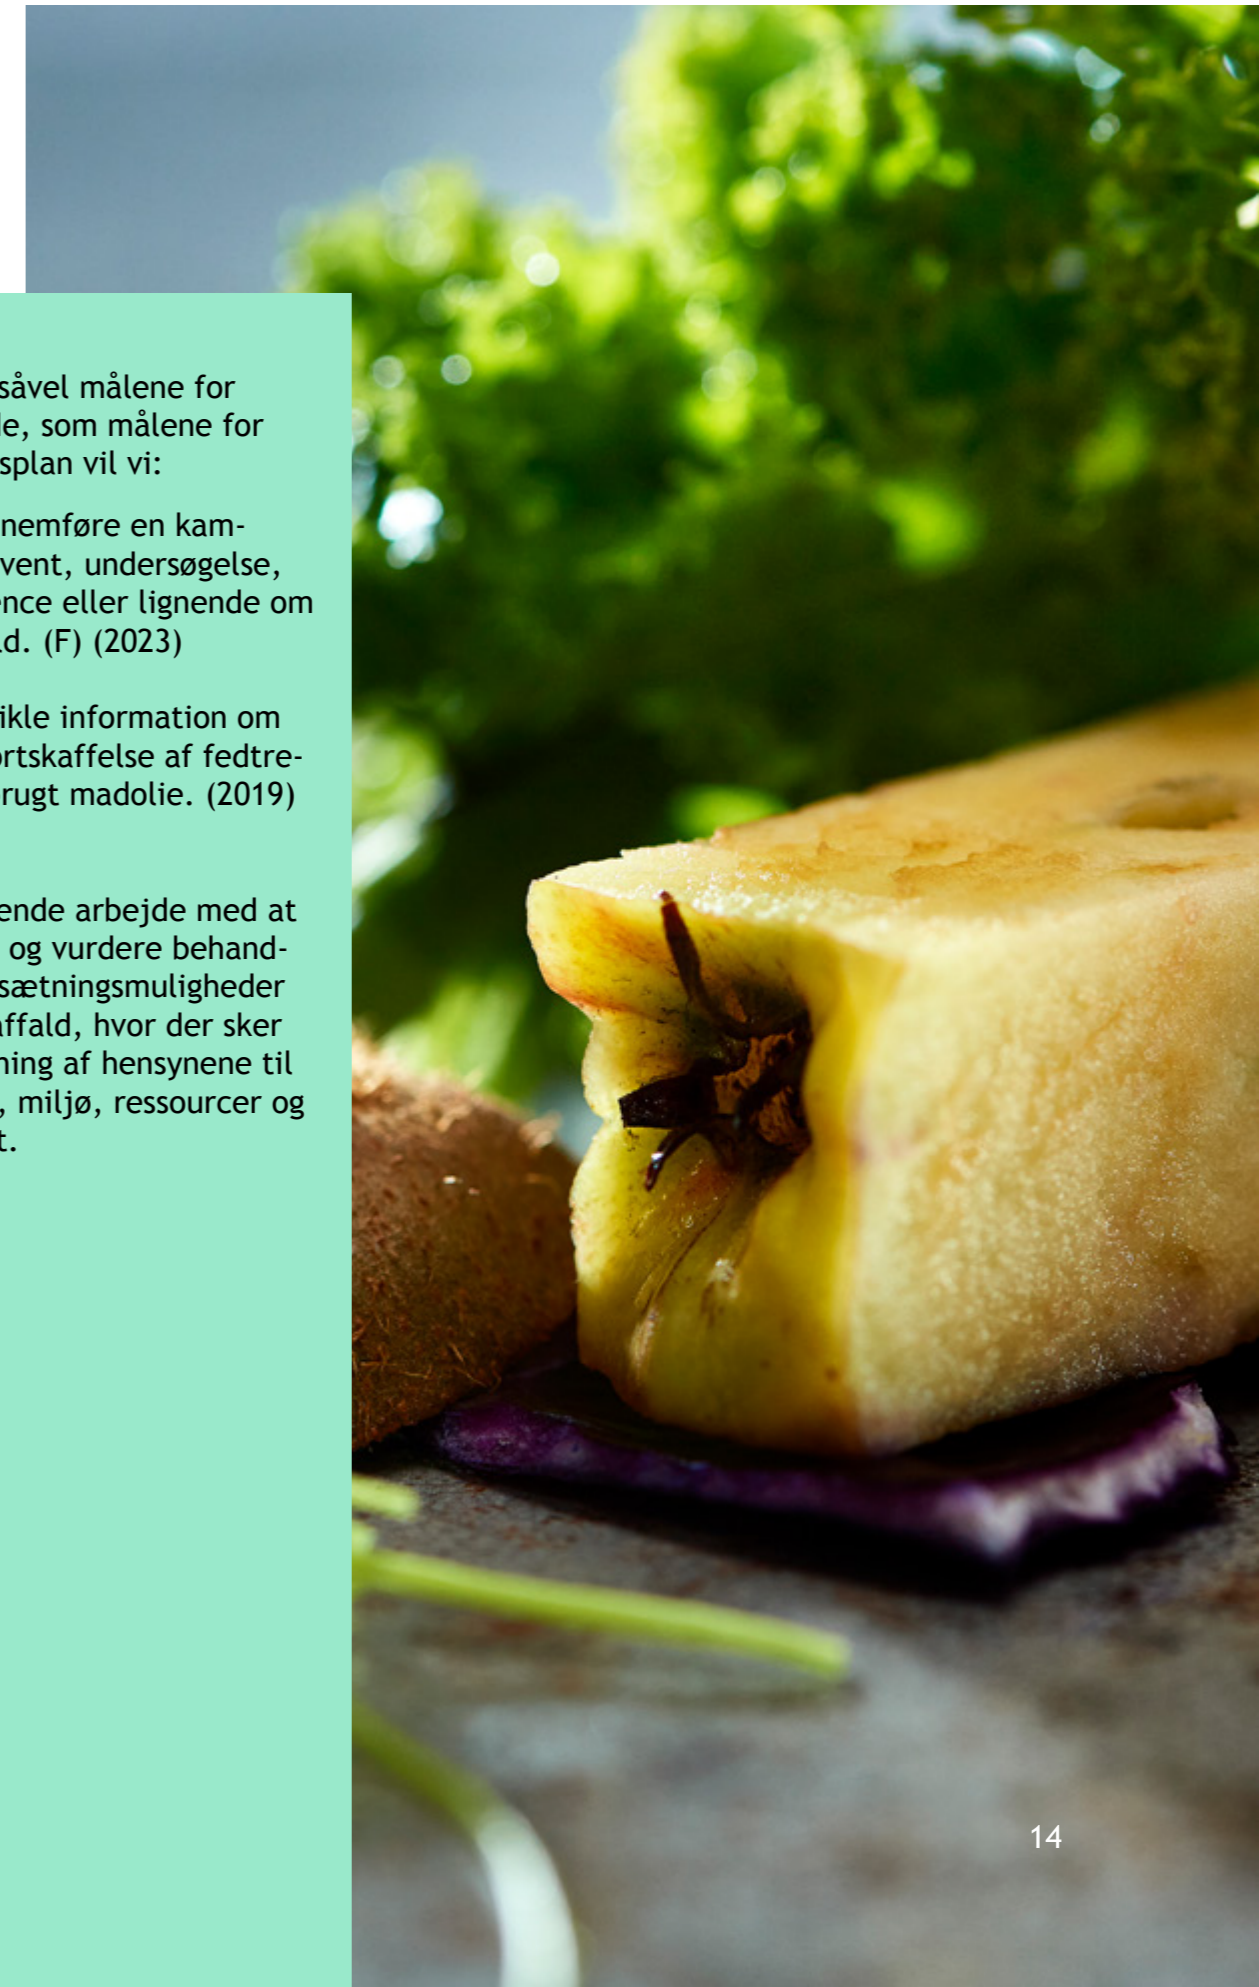 såvel målene for
de, som målene for
splan vil vi:
nemføre en kam-
vent, undersøgelse,
ence eller lignende om
ld. (F) (2023)
ikle information om
ortskaffelse af fedtre-
rugt madolie. (2019)
ende arbejde med at
og vurdere behand-
sætningsmuligheder
affald, hvor der sker
ning af hensynene til
, miljø, ressourcer og
t.
14